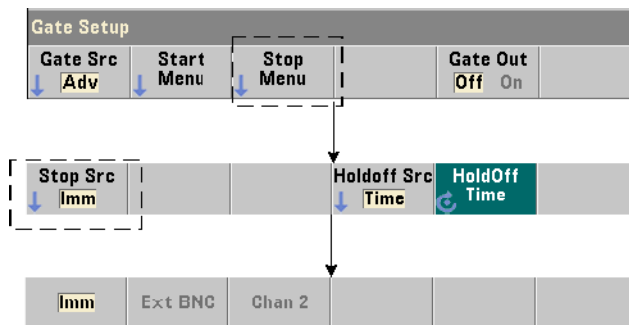 Gate Setup
Gate Src Start Stop Gate Out
Adv Menu Menu Off On
Stop Src Holdoff Src HoldOff
Imm Time Time
Imm Ext BNC Chan 2